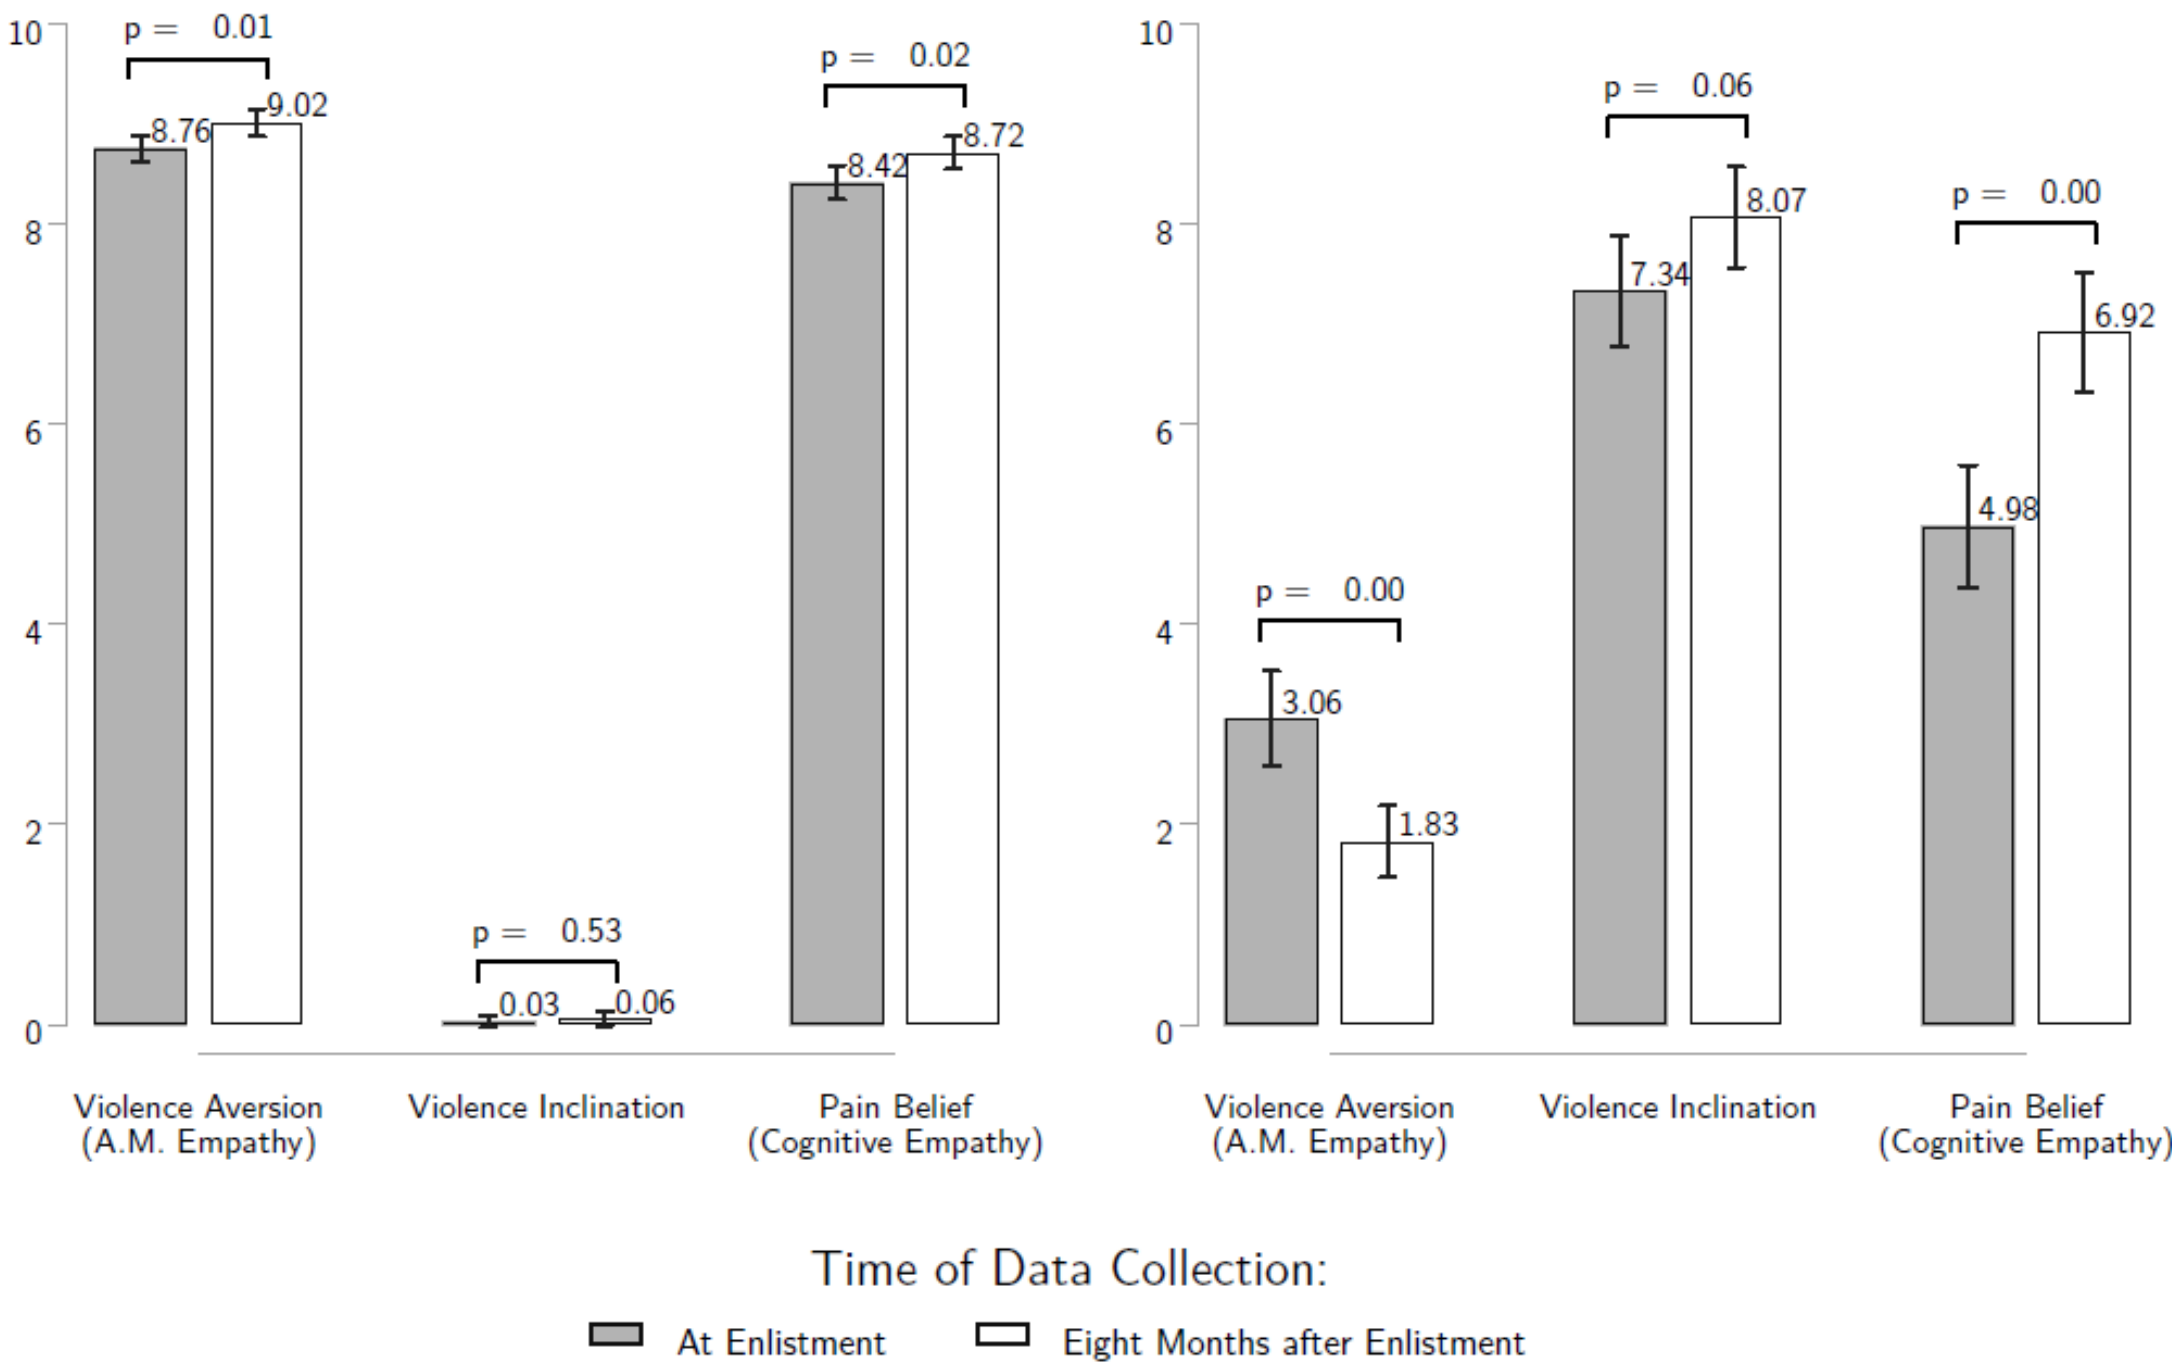 10
8
6
4
2
0
p = 0.01
8.76
9.02
p = 0.53
0.03
0.06
p = 0.02
8.42
8.72
Violence Aversion
(A.M. Empathy)
Violence Inclination
Pain Belief
(Cognitive Empathy)
10
8
6
4
2
0
p = 0.00
3.06
1.83
p = 0.06
7.34
8.07
p = 0.00
4.98
6.92
Violence Aversion
(A.M. Empathy)
Violence Inclination
Pain Belief
(Cognitive Empathy)
Time of Data Collection:
At Enlistment
Eight Months after Enlistment